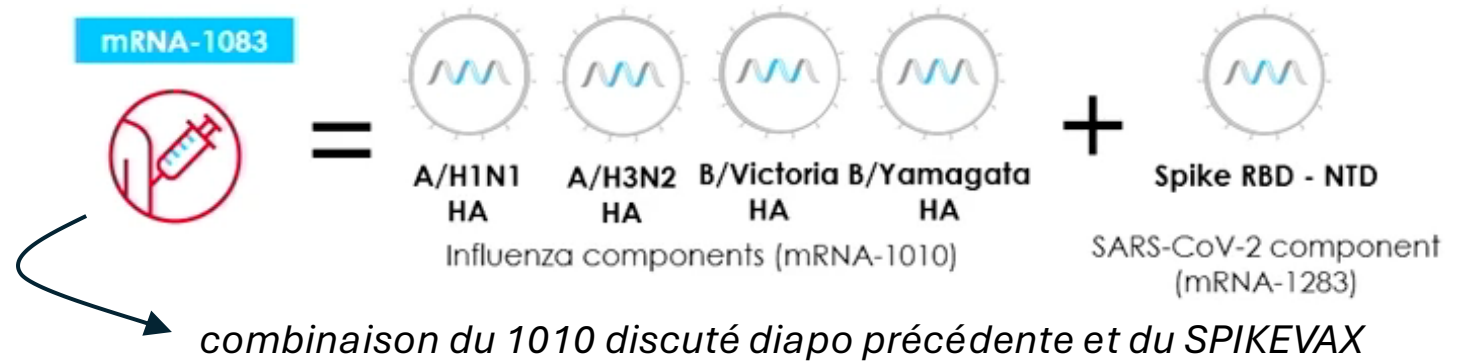 mRNA-1083
A/H1N1 HA
A/H3N2 HA
B/Victoria HA
B/Yamagata HA
Influenza components (mRNA-1010)
Spike RBD - NTD
SARS-CoV-2 component
(mRNA-1283)
combinaison du 1010 discuté diapo précédente et du SPIKEVAX